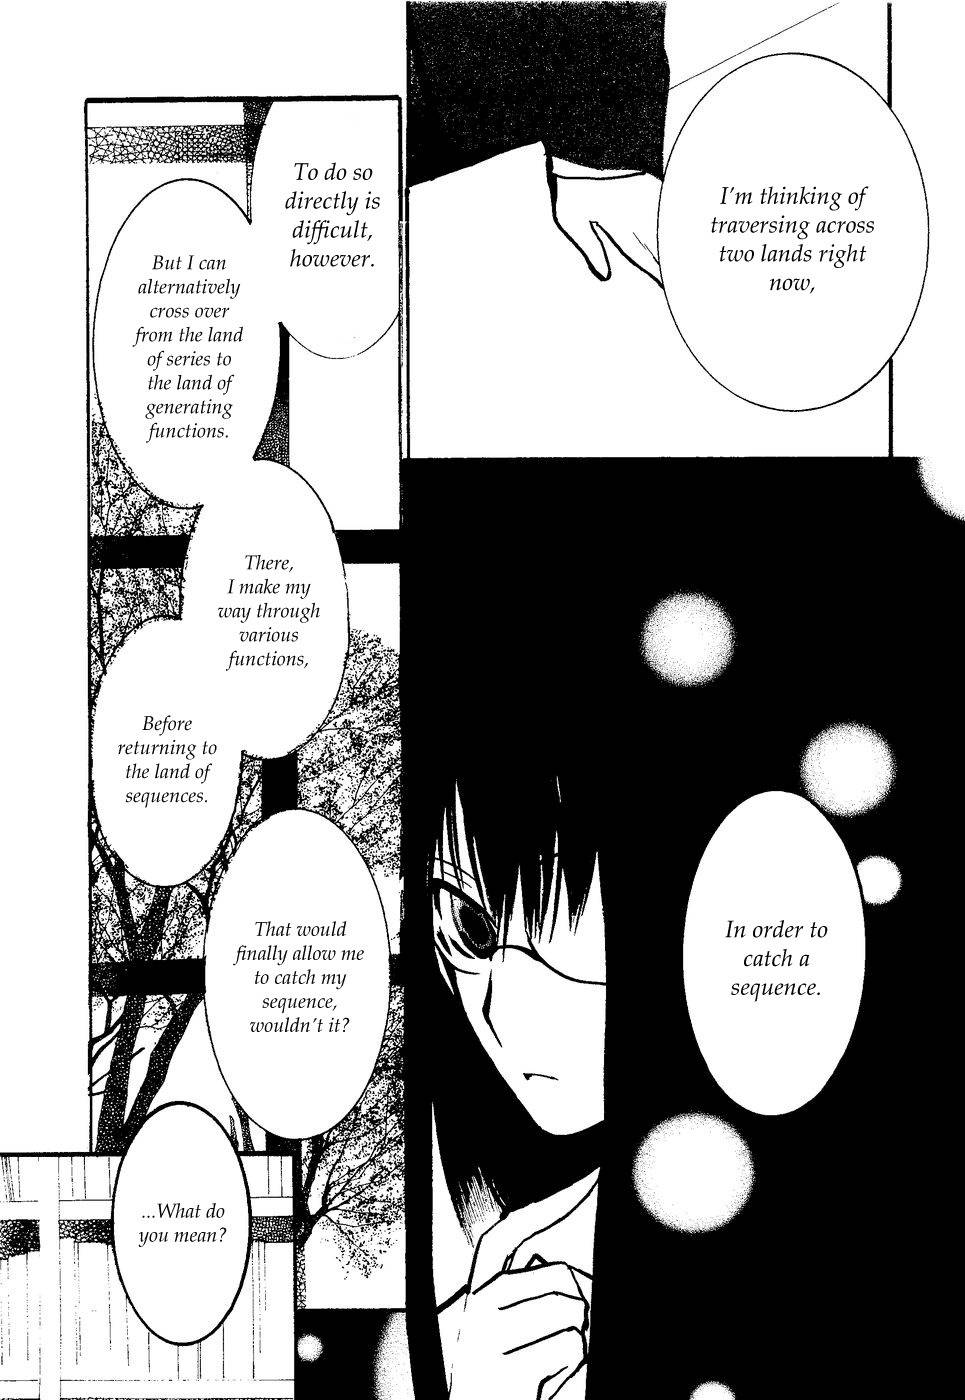 I'm thinking of
traversing across
two lands right
now,
In order to
catch a
sequence.
To do so
directly is
difficult,
however.
But I can
alternatively
cross over
from the land
of series to
the land of
generating
functions.
There,
I make my
way through
various
functions,
Before
returning to
the land of
sequences.
That would
finally allow me
to catch my
sequence,
wouldn't it?
...What do
you mean?